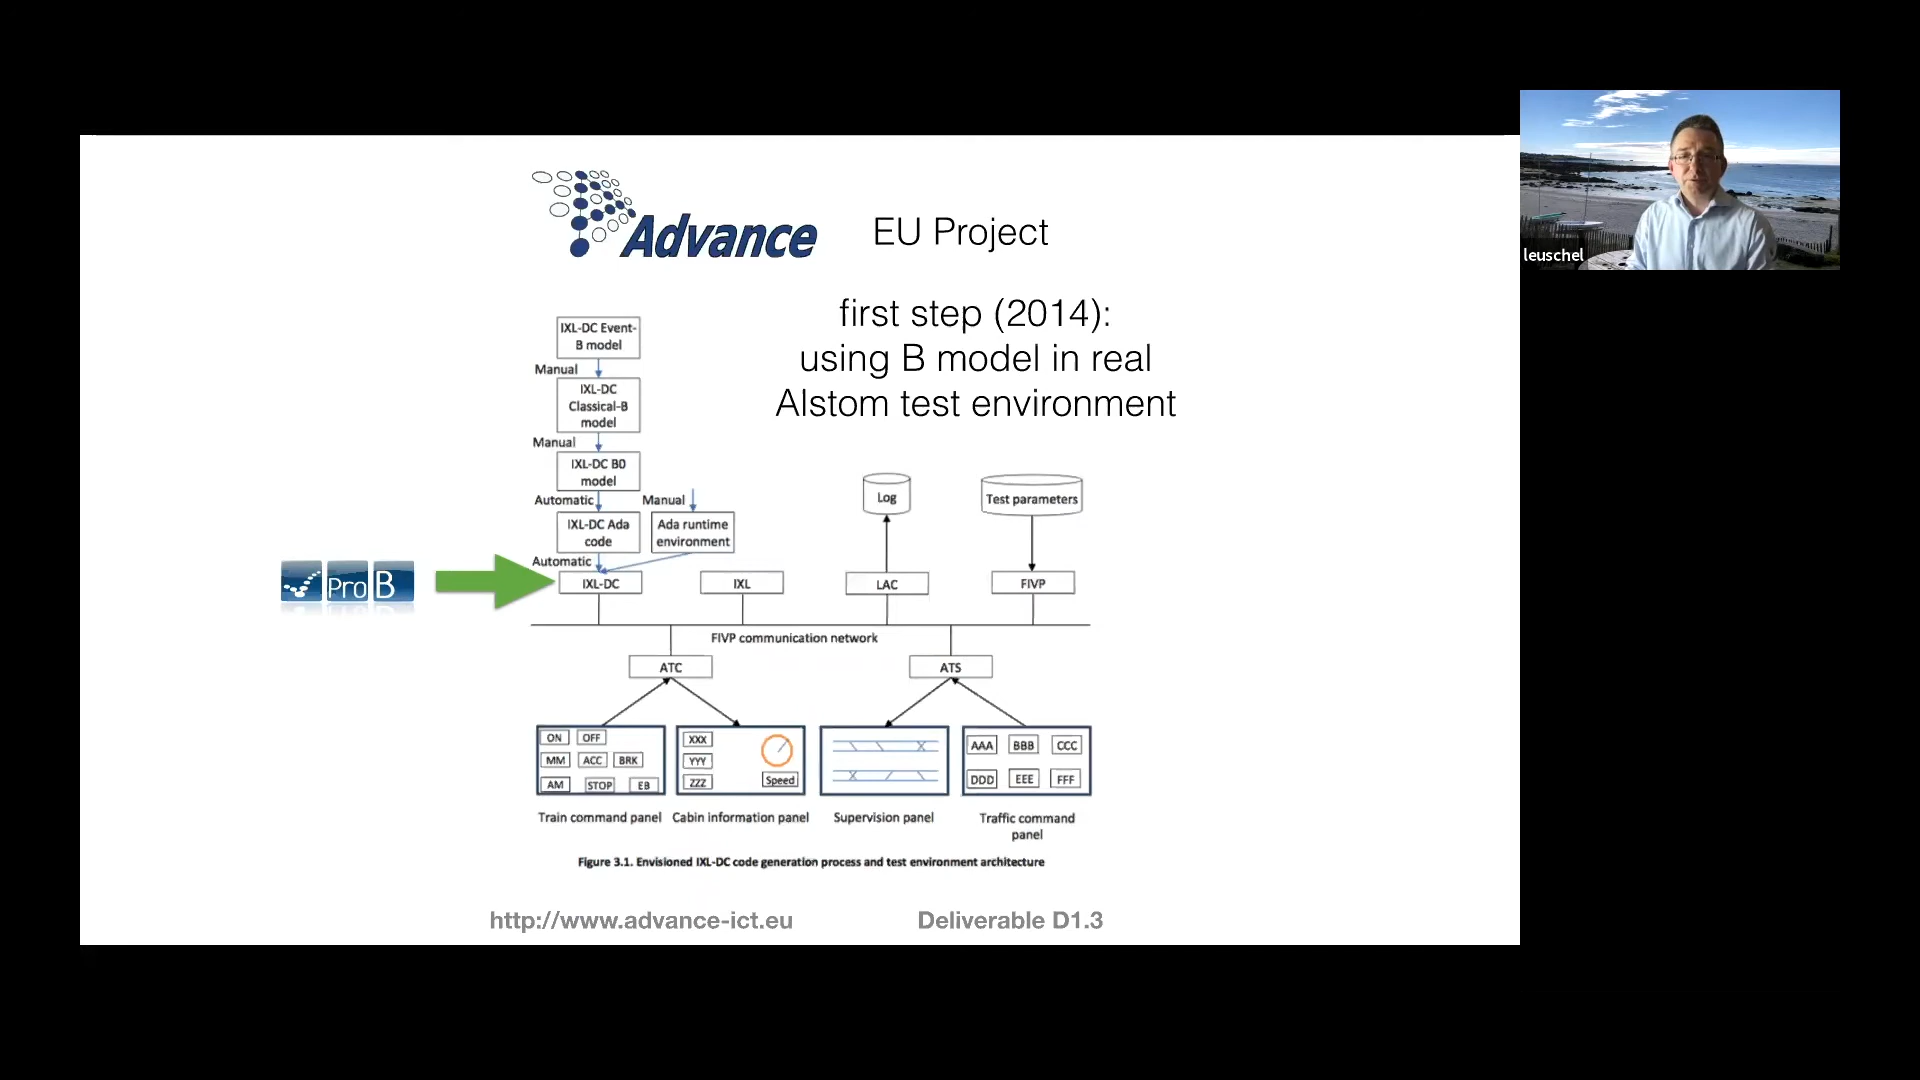 Advance
EU Project
first step (2014):
using B model in real
Alstom test environment
IXL-DC Event-
B model
Manual
IXL-DC
Classical-B
model
Manual
IXL-DC B0
model
Automatic
Manual
IXL-DC Ada
code
Ada runtime
environment
Automatic
Log
Test parameters
ProB
IXL-DC
IXL
LAC
FIVP
FIVP communication network
ATC
ATS
ON
OFF
MM
ACC
BRK
AM
STOP
EB
XXX
YYY
ZZZ
Speed
AAA
BBB
CCC
DDD
EEE
FFF
Train command panel
Cabin information panel
Supervision panel
Traffic command
panel
Figure 3.1. Envisioned IXL-DC code generation process and test environment architecture
http://www.advance-ict.eu
Deliverable D1.3
leuschel